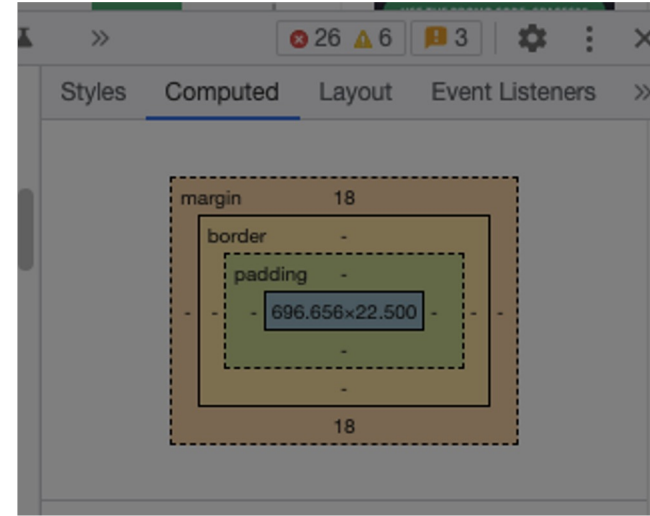 26 6 3
Styles Computed Layout Event Listeners
margin 18
border -
padding -
- - - 696.656×22.500 - - -
-
-
18